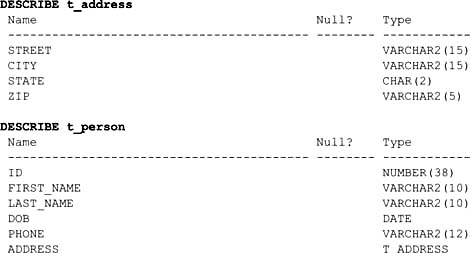 DESCRIBE t_address
Name Null? Type
----------------------------------------- -------- ------------
STREET VARCHAR2(15)
CITY VARCHAR2(15)
STATE CHAR(2)
ZIP VARCHAR2(5)
DESCRIBE t_person
Name Null? Type
----------------------------------------- -------- ------------
ID NUMBER(38)
FIRST_NAME VARCHAR2(10)
LAST_NAME VARCHAR2(10)
DOB DATE
PHONE VARCHAR2(12)
ADDRESS T_ADDRESS